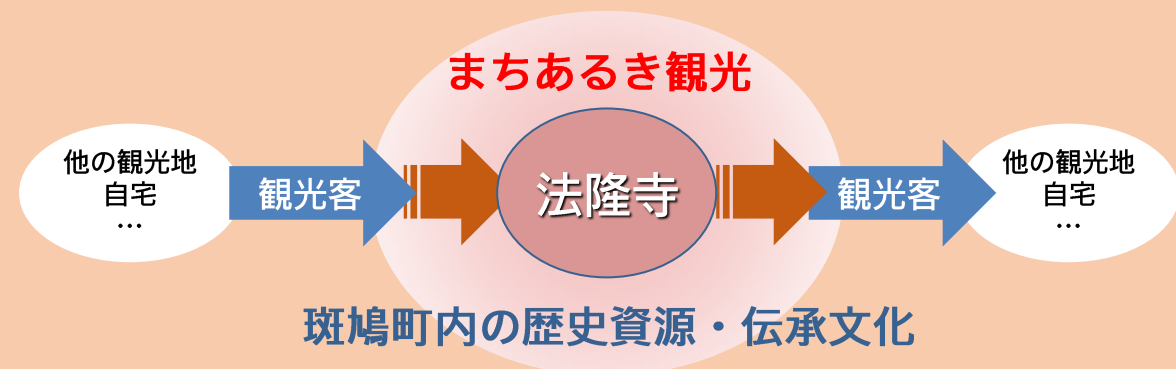 まちあるき観光
他の観光地
自宅
…
観光客
法隆寺
観光客
他の観光地
自宅
…
斑鳩町内の歴史資源・伝承文化